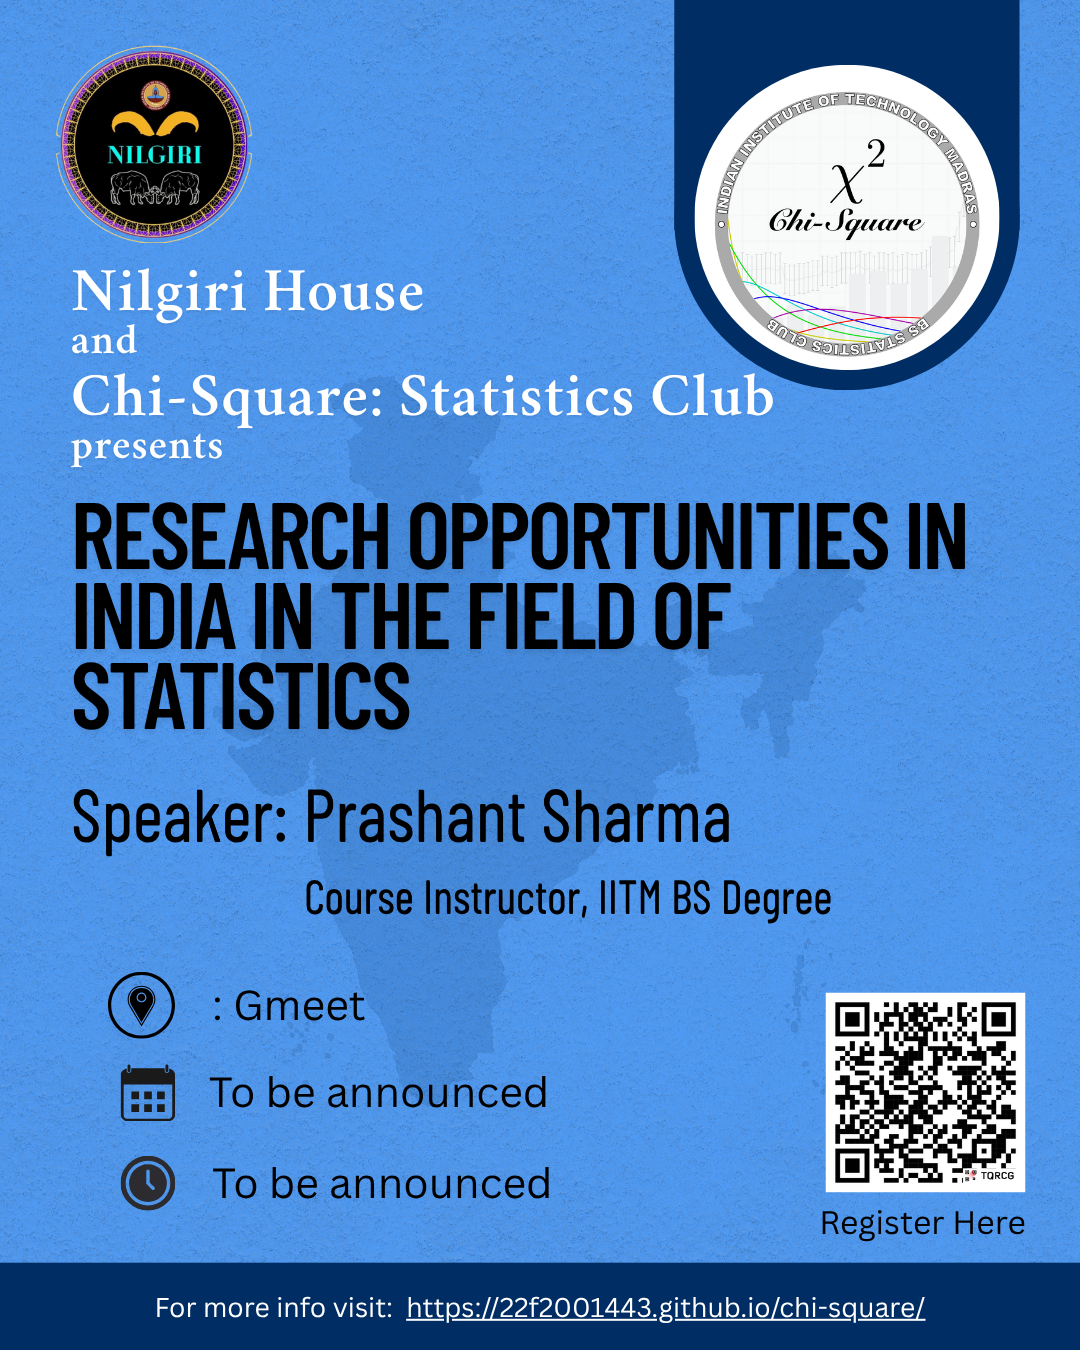 NILGIRI
• INDIAN INSTITUTE OF TECHNOLOGY MADRAS •
χ²
Chi-Square
BS STATISTICS CLUB
Nilgiri House
and
Chi-Square: Statistics Club
presents
RESEARCH OPPORTUNITIES IN
INDIA IN THE FIELD OF
STATISTICS
Speaker: Prashant Sharma
Course Instructor, IITM BS Degree
: Gmeet
To be announced
To be announced
TQRCG
Register Here
For more info visit: https://22f2001443.github.io/chi-square/